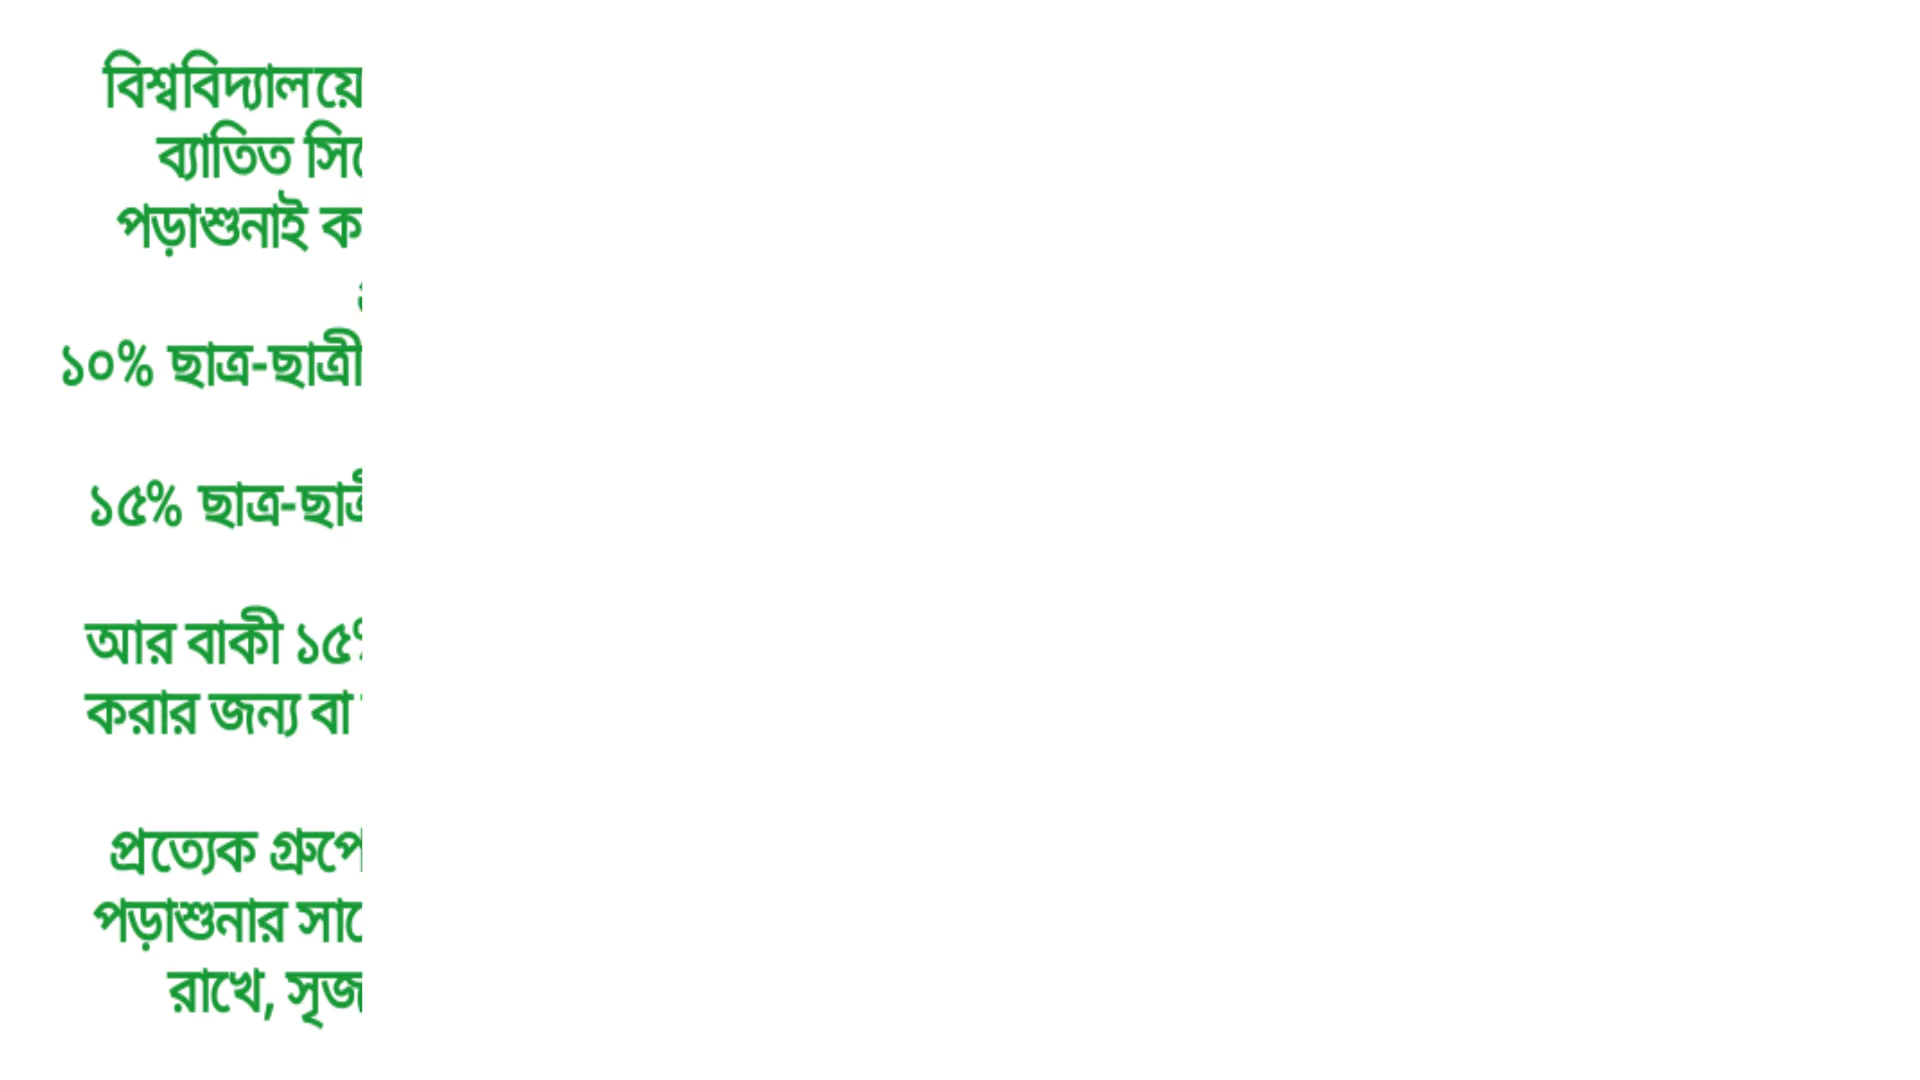 বিশ্ববিদ্যালয়ে
ব্যাতিত
পড়াশুনাই ক
১০% ছাত্র-ছাত্রী
১৫% ছাত্র-ছাত্রী
আর বাকী ১৫%
করার জন্য বা
প্রত্যেক গ্রুপে
পড়াশুনার
রাখে, সৃজ